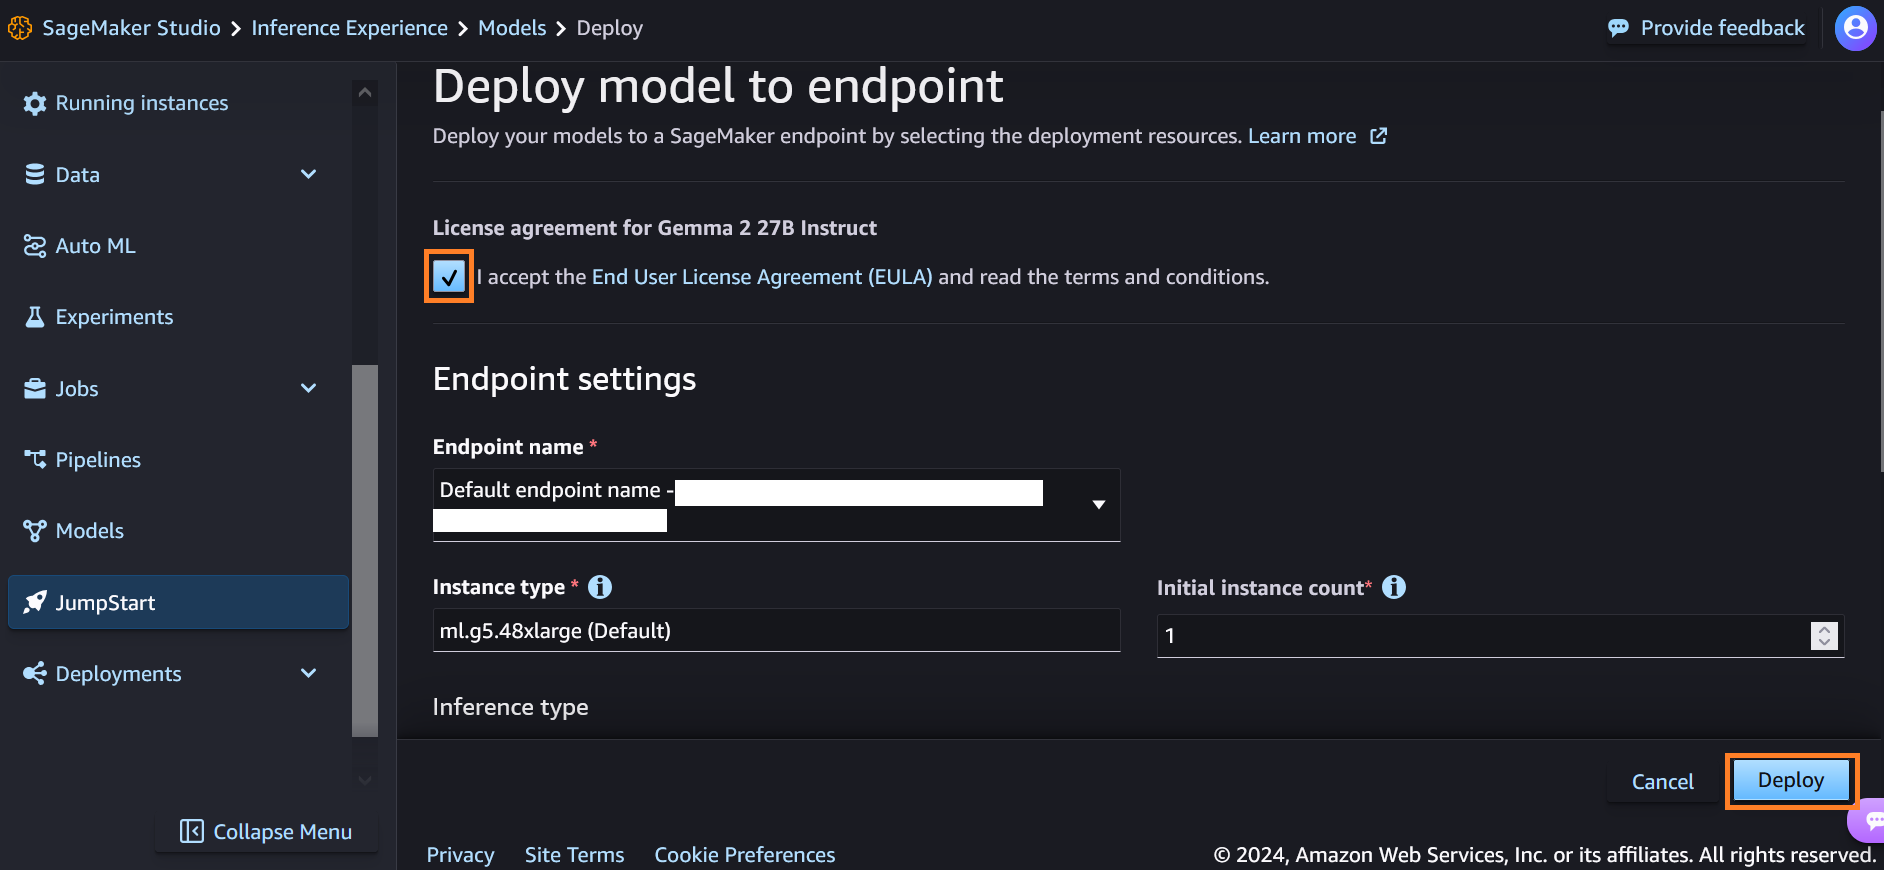 SageMaker Studio > Inference Experience > Models > Deploy
Provide feedback
Running instances
Data
Auto ML
Experiments
Jobs
Pipelines
Models
JumpStart
Deployments
Collapse Menu
Deploy model to endpoint
Deploy your models to a SageMaker endpoint by selecting the deployment resources. Learn more
License agreement for Gemma 2 27B Instruct
I accept the End User License Agreement (EULA) and read the terms and conditions.
Endpoint settings
Endpoint name *
Default endpoint name -
Instance type *
ml.g5.48xlarge (Default)
Initial instance count*
1
Inference type
Cancel
Deploy
Privacy
Site Terms
Cookie Preferences
© 2024, Amazon Web Services, Inc. or its affiliates. All rights reserved.